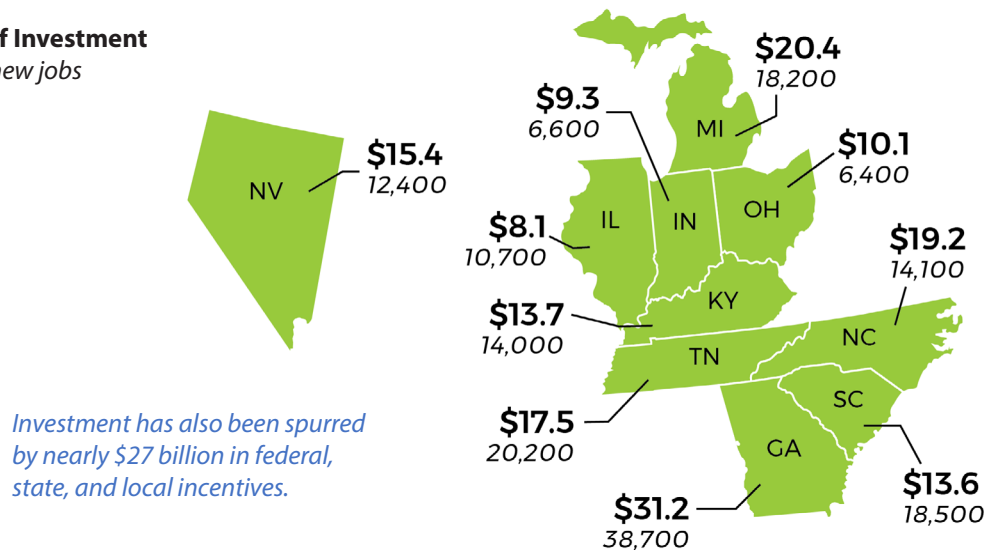 f Investment
new jobs
$20.4
18,200
$9.3
6,600
MI
$10.1
6,400
$15.4
12,400
NV
IL
IN
OH
$8.1
10,700
$19.2
14,100
KY
$13.7
14,000
NC
TN
SC
Investment has also been spurred
by nearly $27 billion in federal,
state, and local incentives.
$17.5
20,200
GA
$13.6
18,500
$31.2
38,700